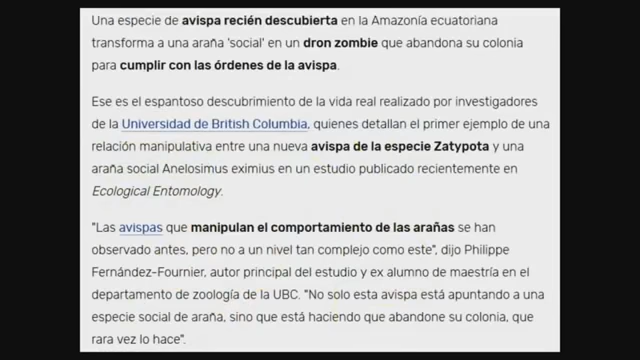 Una especie de avispa recién descubierta en la Amazonía ecuatoriana
transforma a una araña 'social' en un dron zombie que abandona su colonia
para cumplir con las órdenes de la avispa.
Ese es el espantoso descubrimiento de la vida real realizado por investigadores
de la Universidad de British Columbia, quienes detallan el primer ejemplo de una
relación manipulativa entre una nueva avispa de la especie Zatypota y una
araña social Anelosimus eximius en un estudio publicado recientemente en
Ecological Entomology.
"Las avispas que manipulan el comportamiento de las arañas se han
observado antes, pero no a un nivel tan complejo como este", dijo Philippe
Fernández-Fournier, autor principal del estudio y ex alumno de maestría en el
departamento de zoología de la UBC. "No solo esta avispa está apuntando a una
especie social de araña, sino que está haciendo que abandone su colonia, que
rara vez lo hace".